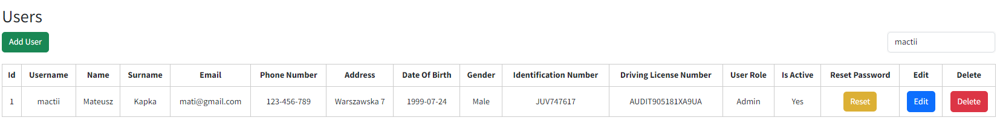 Users
Add User
mactii
Id Username Name Surname Email Phone Number Address Date Of Birth Gender Identification Number Driving License Number User Role Is Active Reset Password Edit Delete
1 mactii Mateusz Kapka mati@gmail.com 123-456-789 Warszawska 7 1999-07-24 Male JUV747617 AUDIT905181XA9UA Admin Yes Reset Edit Delete